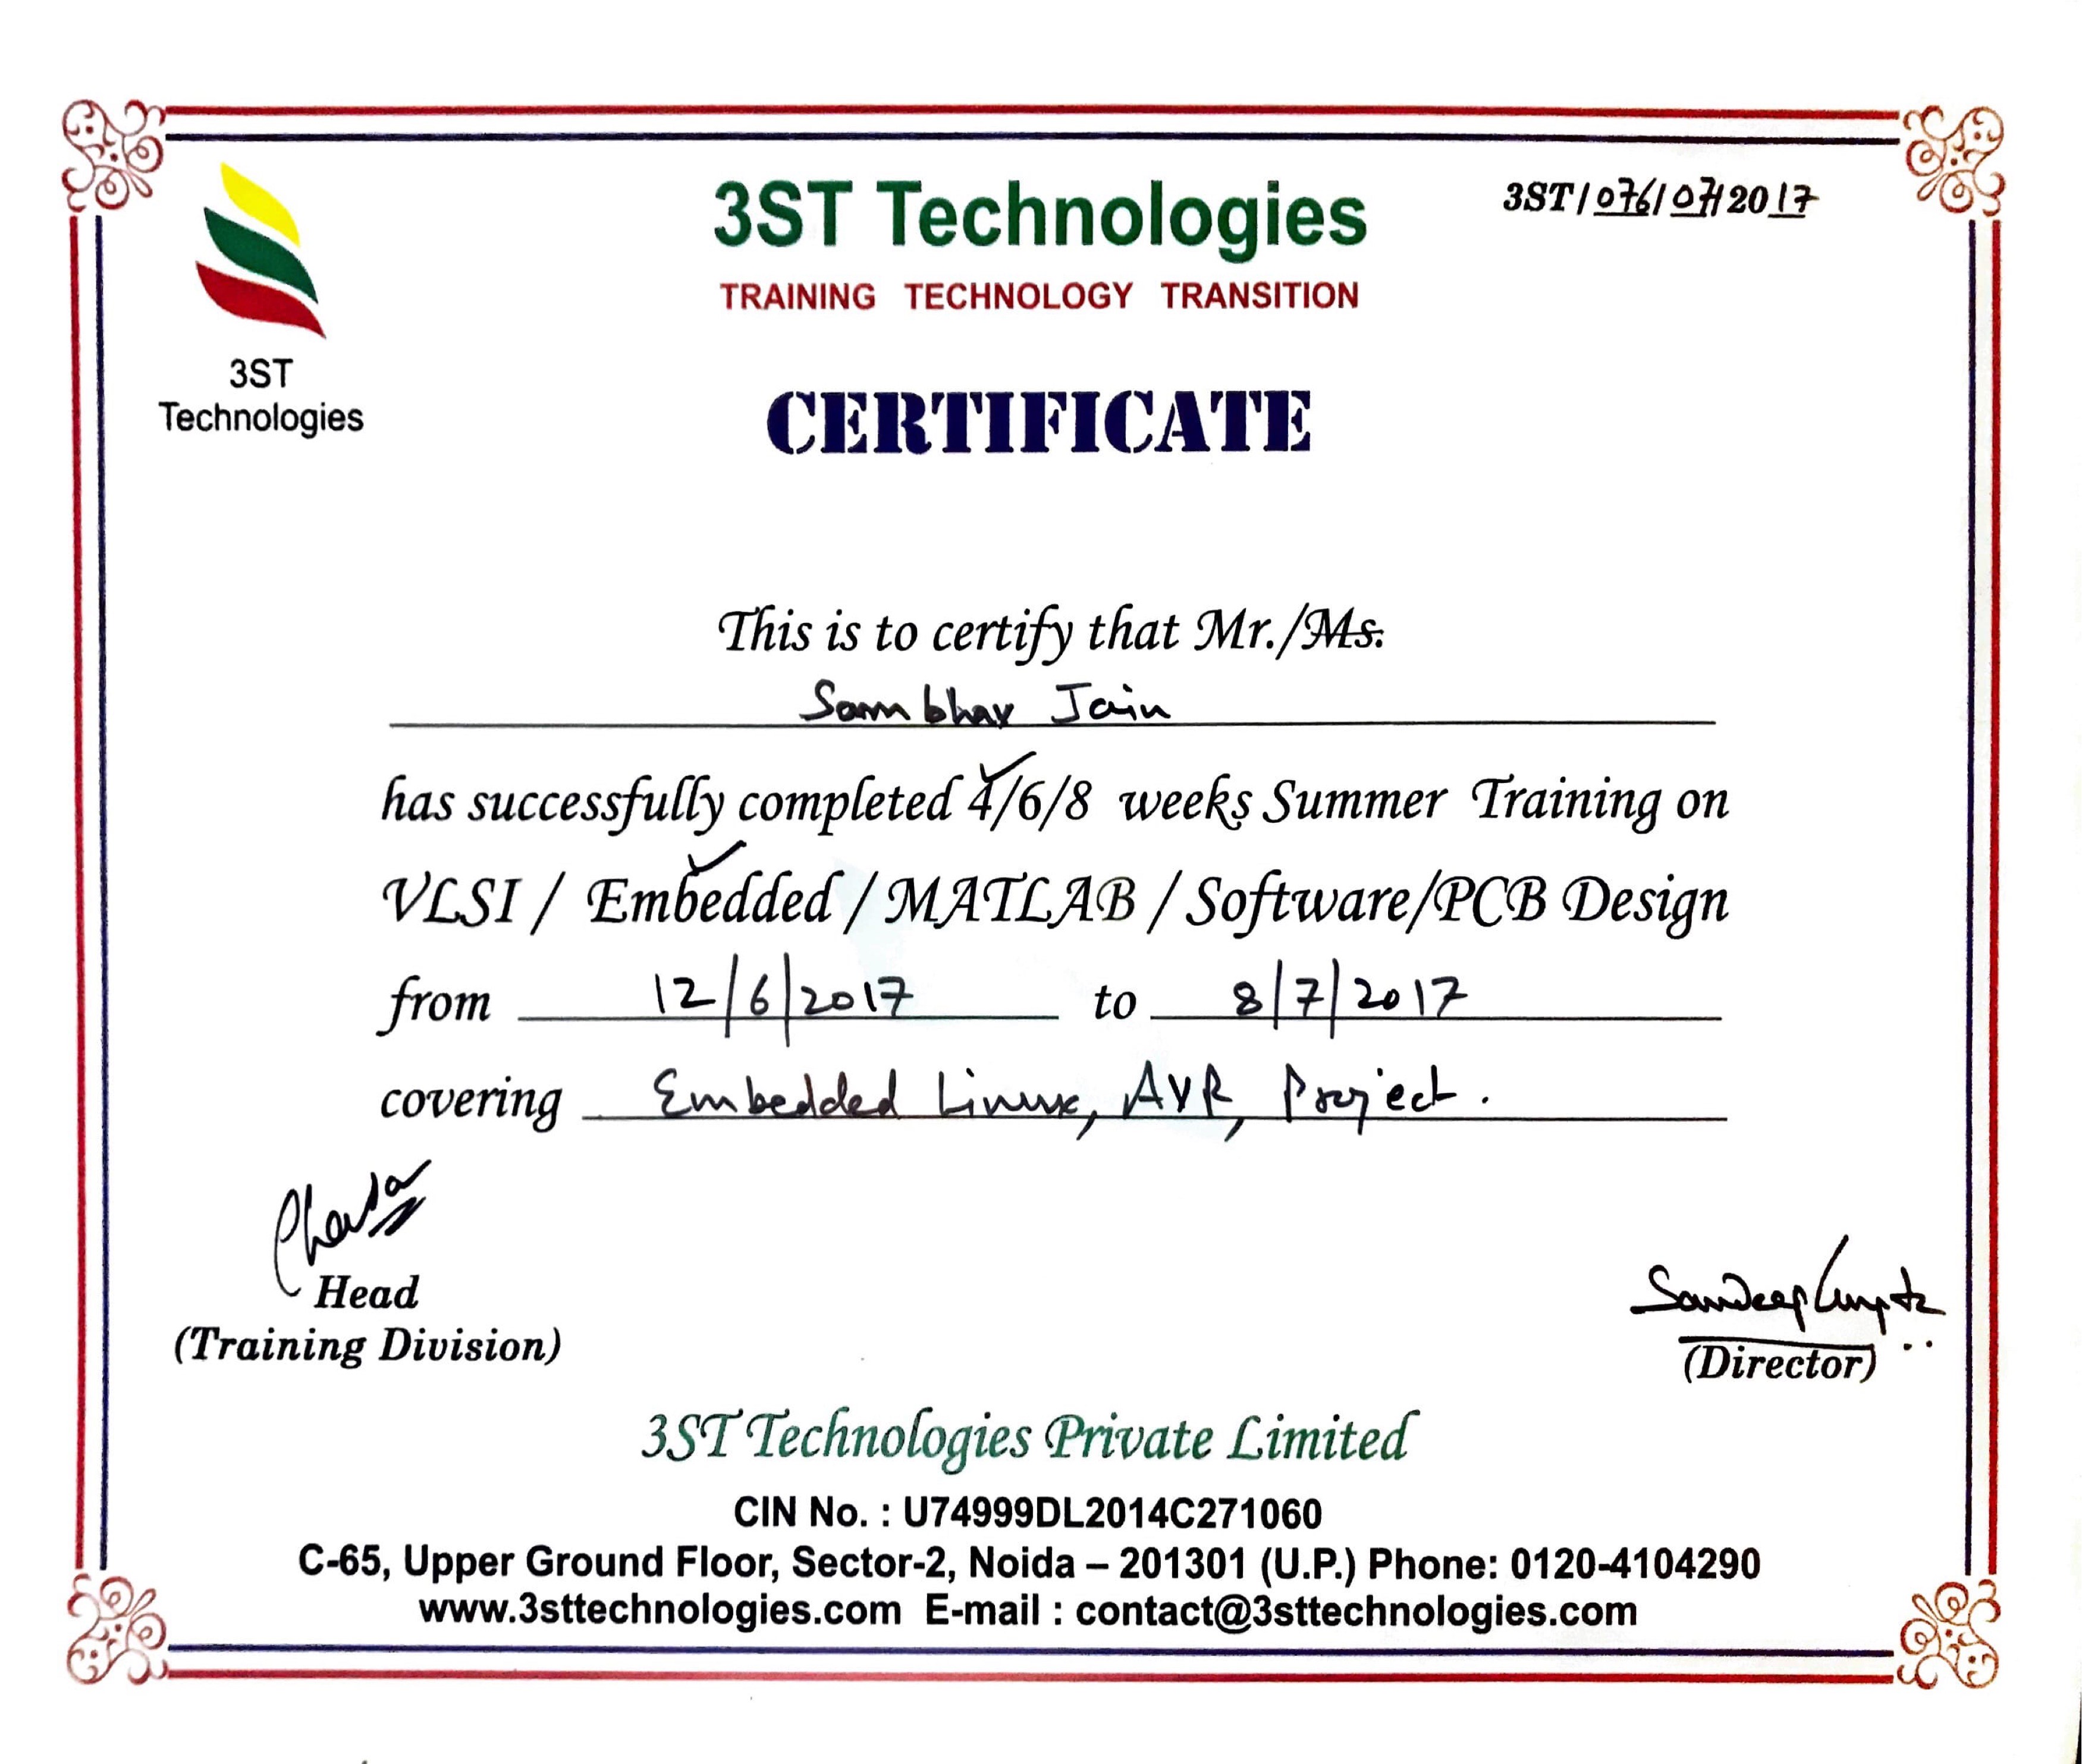 3ST Technologies
3ST/076/07/2017
TRAINING TECHNOLOGY TRANSITION
3ST
Technologies
CERTIFICATE
This is to certify that Mr./Ms.
Sambhav Jain
has successfully completed 4/6/8 weeks Summer Training on
VLSI / Embedded / MATLAB / Software/PCB Design
from 12/6/2017 to 8/7/2017
covering Embedded Linux, AVR, Project.
Head
(Training Division)
Sandeep Gupta
(Director)
3ST Technologies Private Limited
CIN No. : U74999DL2014C271060
C-65, Upper Ground Floor, Sector-2, Noida – 201301 (U.P.) Phone: 0120-4104290
www.3sttechnologies.com E-mail : contact@3sttechnologies.com